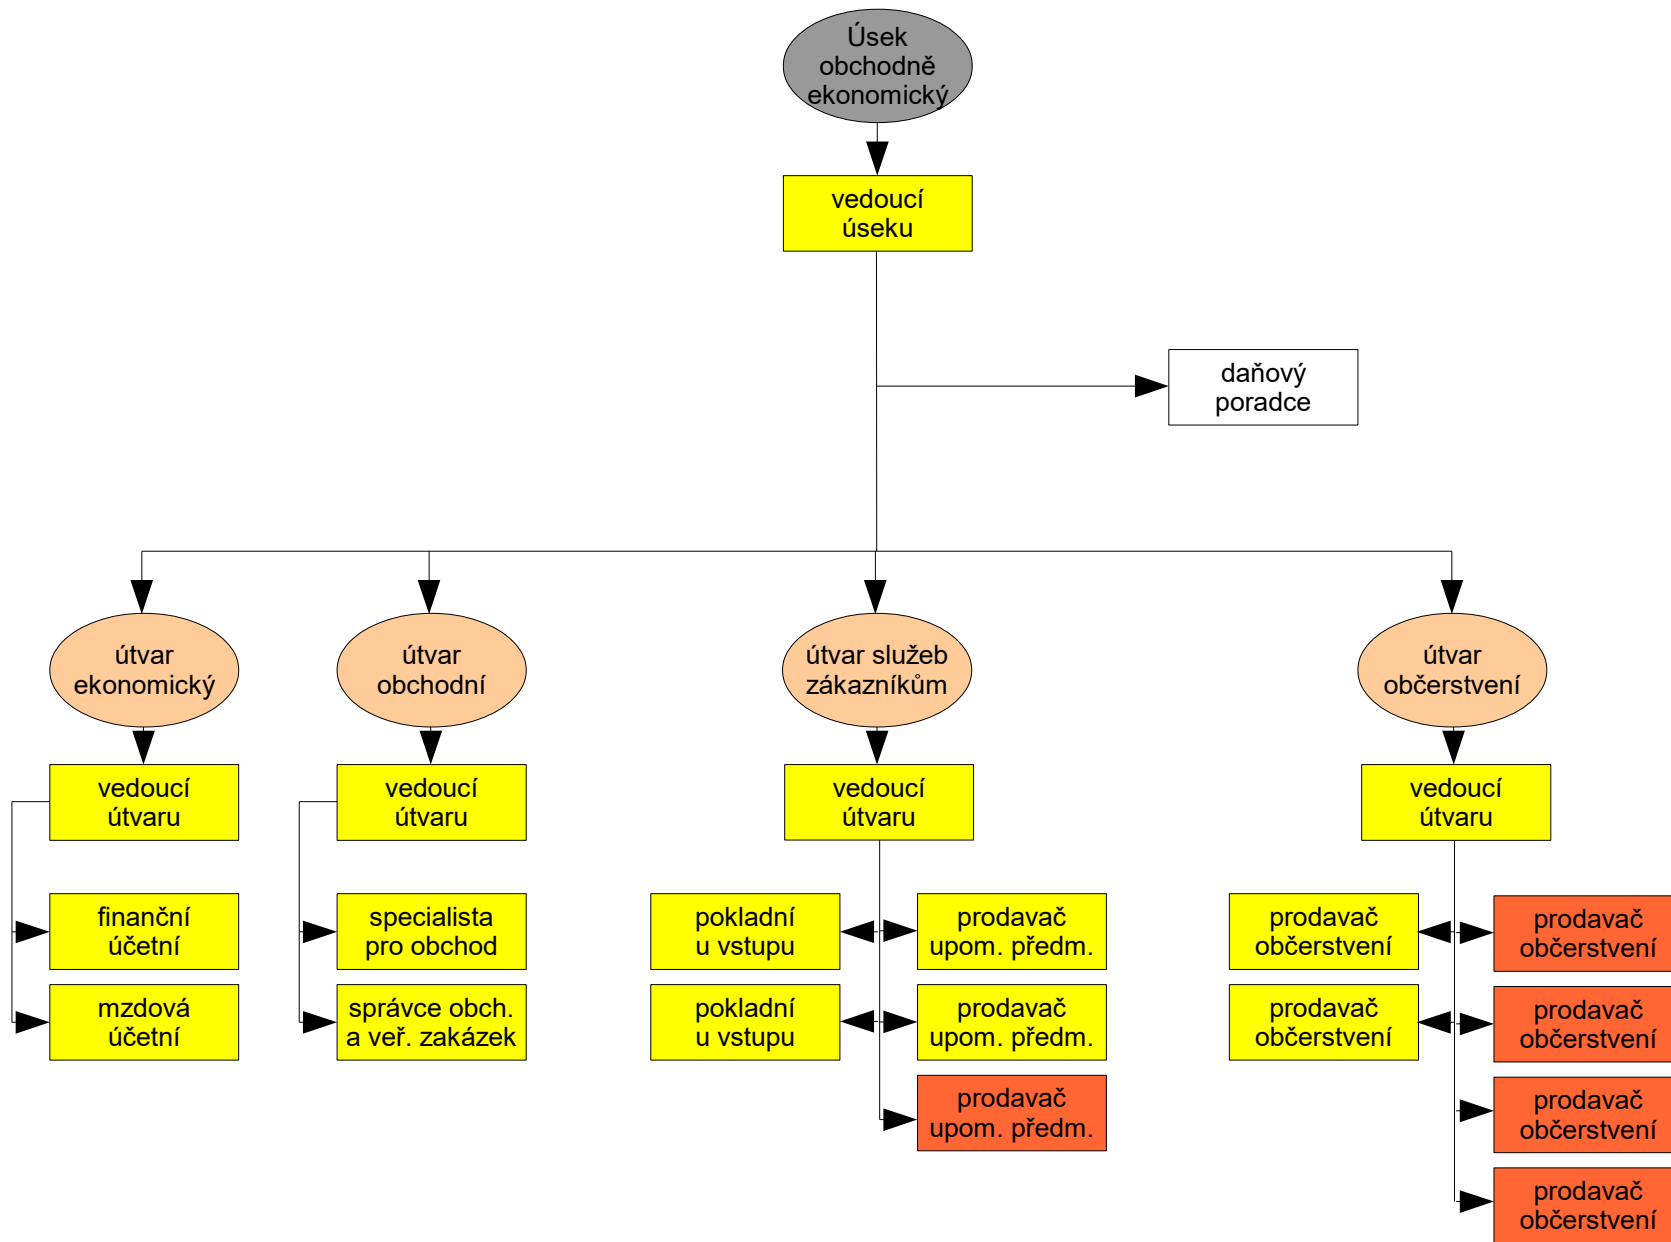 Úsek
obchodně
ekonomický
vedoucí
úseku
daňový
poradce
útvar
ekonomický
útvar
obchodní
útvar služeb
zákazníkům
útvar
občerstvení
vedoucí
útvaru
vedoucí
útvaru
vedoucí
útvaru
vedoucí
útvaru
finanční
účetní
specialista
pro obchod
pokladní
u vstupu
prodavač
upom. předm.
prodavač
občerstvení
prodavač
občerstvení
mzdová
účetní
správce obch.
a veř. zakázek
pokladní
u vstupu
prodavač
upom. předm.
prodavač
občerstvení
prodavač
občerstvení
prodavač
upom. předm.
prodavač
občerstvení
prodavač
občerstvení